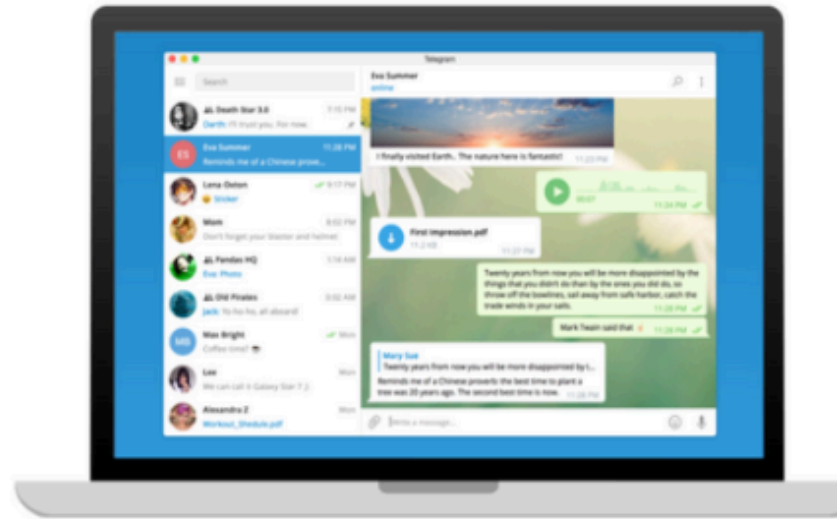 Telegram
Search
Death Star 3.0 7:15 PM
Darth: I'll trust you. For now.
ES
Eva Summer 11:28 PM
Reminds me of a Chinese prove...
Lena Oxton 9:17 PM
Sticker
Mom 8:02 PM
Don't forget your blaster and helmet
Pandas HQ 1:14 AM
Eva: Photo
Old Pirates 3:02 AM
Jack: Yo-ho-ho, all aboard!
MB
Max Bright Mon
Coffee time?
Lee Mon
We can call it Galaxy Star 7 ;)
Alexandra Z Mon
Workout_Shedule.pdf
Eva Summer
online
I finally visited Earth.. The nature here is fantastic! 11:23 PM
00:07
11:24 PM
First Impression.pdf
11.2 KB
11:27 PM
Twenty years from now you will be more disappointed by the
things that you didn't do than by the ones you did do, so
throw off the bowlines, sail away from safe harbor, catch the
trade winds in your sails.
11:28 PM
Mark Twain said that 11:28 PM
Mary Sue
Twenty years from now you will be more disappointed by t...
Reminds me of a Chinese proverb: the best time to plant a
tree was 20 years ago. The second best time is now. 11:28 PM
Write a message...